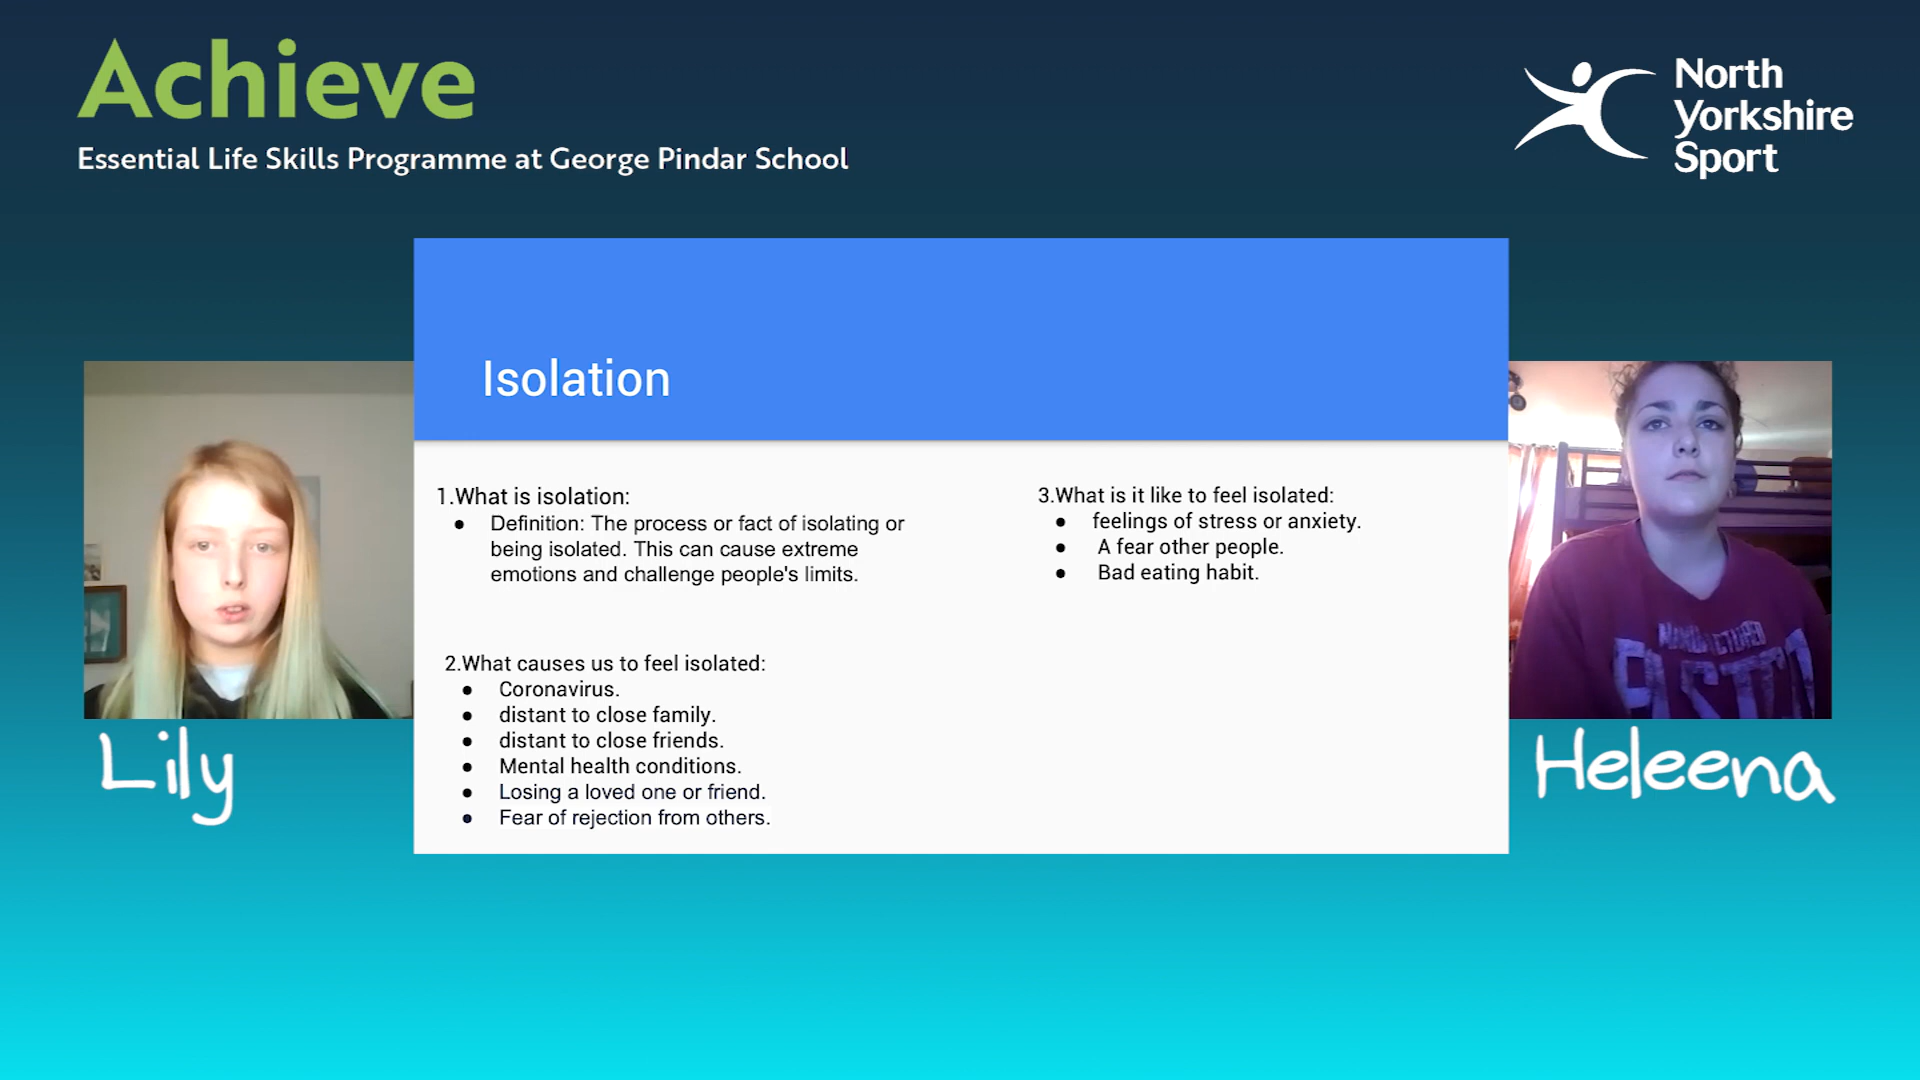 Achieve
Essential Life Skills Programme at George Pindar School
North
Yorkshire
Sport
Isolation
1.What is isolation:
● Definition: The process or fact of isolating or
being isolated. This can cause extreme
emotions and challenge people's limits.
2.What causes us to feel isolated:
● Coronavirus.
● distant to close family.
● distant to close friends.
● Mental health conditions.
● Losing a loved one or friend.
● Fear of rejection from others.
3.What is it like to feel isolated:
● feelings of stress or anxiety.
● A fear other people.
● Bad eating habit.
Lily
Heleena